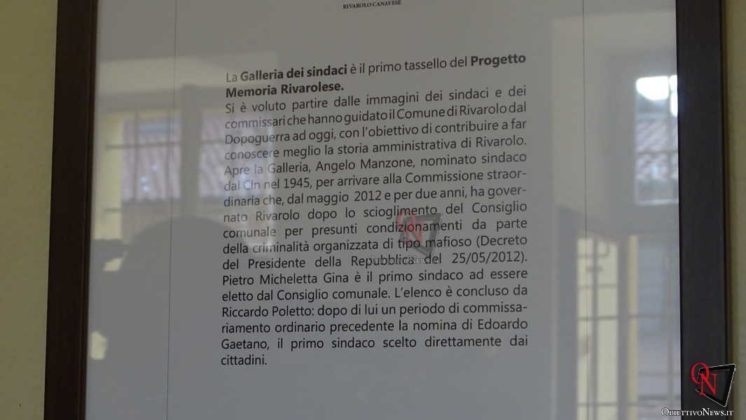 RIVAROLO CANAVESE
La Galleria dei sindaci è il primo tassello del Progetto
Memoria Rivarolese.
Si è voluto partire dalle immagini dei sindaci e dei
commissari che hanno guidato il Comune di Rivarolo dal
Dopoguerra ad oggi, con l'obiettivo di contribuire a far
conoscere meglio la storia amministrativa di Rivarolo.
Apre la Galleria, Angelo Manzone, nominato sindaco
dal Cln nel 1945, per arrivare alla Commissione straor-
dinaria che, dal maggio 2012 e per due anni, ha gover-
nato Rivarolo dopo lo scioglimento del Consiglio
comunale per presunti condizionamenti da parte
della criminalità organizzata di tipo mafioso (Decreto
del Presidente della Repubblica del 25/05/2012).
Pietro Micheletta Gina è il primo sindaco ad essere
eletto dal Consiglio comunale. L'elenco è concluso da
Riccardo Poletto: dopo di lui un periodo di commissa-
riamento ordinario precedente la nomina di Edoardo
Gaetano, il primo sindaco scelto direttamente dai
cittadini.
ON
ObiettivoNews.it